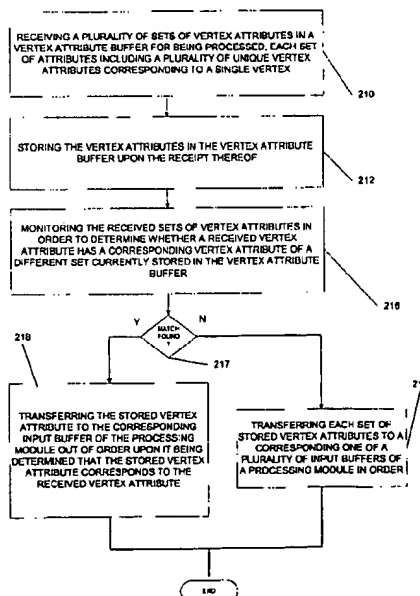 RECEIVING A PLURALITY OF SETS OF VERTEX ATTRIBUTES IN A
VERTEX ATTRIBUTE BUFFER FOR BEING PROCESSED, EACH SET
OF ATTRIBUTES INCLUDING A PLURALITY OF UNIQUE VERTEX
ATTRIBUTES CORRESPONDING TO A SINGLE VERTEX
210
STORING THE VERTEX ATTRIBUTES IN THE VERTEX ATTRIBUTE
BUFFER UPON THE RECEIPT THEREOF
212
MONITORING THE RECEIVED SETS OF VERTEX ATTRIBUTES IN
ORDER TO DETERMINE WHETHER A RECEIVED VERTEX
ATTRIBUTE HAS A CORRESPONDING VERTEX ATTRIBUTE OF A
DIFFERENT SET CURRENTLY STORED IN THE VERTEX ATTRIBUTE
BUFFER
216
Y
MATCH
FOUND
?
N
217
218
TRANSFERRING THE STORED VERTEX
ATTRIBUTE TO THE CORRESPONDING
INPUT BUFFER OF THE PROCESSING
MODULE OUT OF ORDER UPON IT BEING
DETERMINED THAT THE STORED VERTEX
ATTRIBUTE CORRESPONDS TO THE
RECEIVED VERTEX ATTRIBUTE
TRANSFERRING EACH SET OF
STORED VERTEX ATTRIBUTES TO A
CORRESPONDING ONE OF A
PLURALITY OF INPUT BUFFERS OF
A PROCESSING MODULE IN ORDER
END